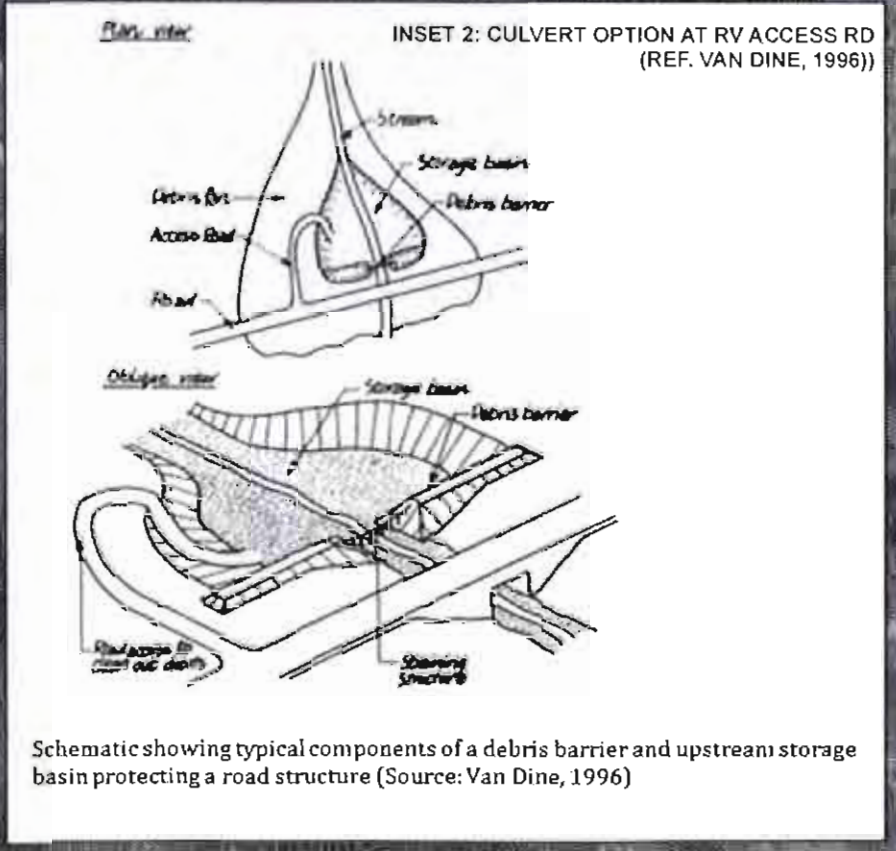 Plan view
INSET 2: CULVERT OPTION AT RV ACCESS RD
(REF. VAN DINE, 1996))
Stream
Storage basin
Debris fan
Debris barrier
Access Road
Road
Oblique view
Storage basin
Debris barrier
Road access to
clean out debris
Straining
structure
Schematic showing typical components of a debris barrier and upstream storage
basin protecting a road structure (Source: Van Dine, 1996)